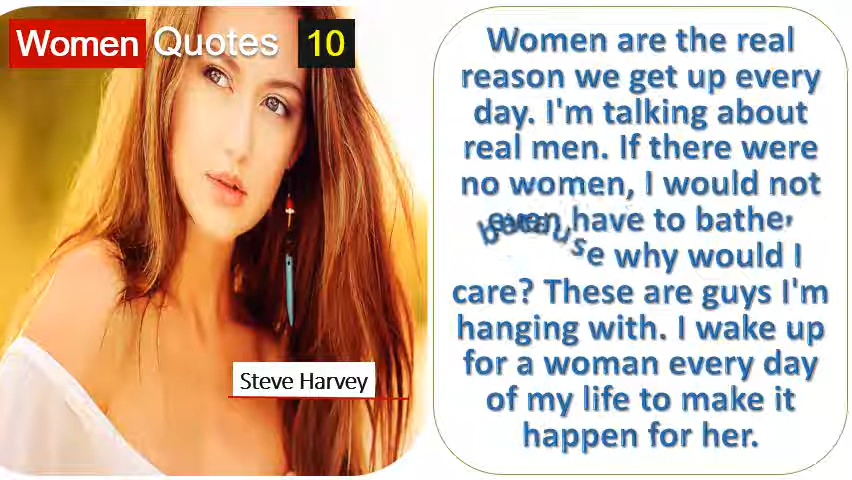 Women Quotes 10
Steve Harvey
Women are the real
reason we get up every
day. I'm talking about
real men. If there were
no women, I would not
even have to bathe,
because why would I
care? These are guys I'm
hanging with. I wake up
for a woman every day
of my life to make it
happen for her.